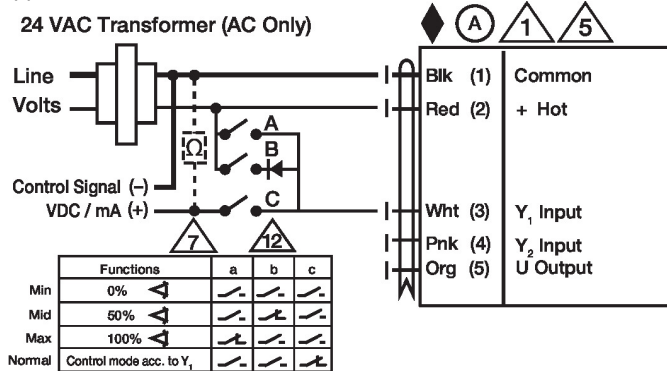 24 VAC Transformer (AC Only)
A 1 5
Line
Volts
Blk (1) Common
Red (2) + Hot
A
Ω
B
Control Signal (–)
C
VDC / mA (+)
Wht (3) Y1 Input
7 12
Pnk (4) Y2 Input
Org (5) U Output
Functions a b c
Min 0%
Mid 50%
Max 100%
Normal Control mode acc. to Y1